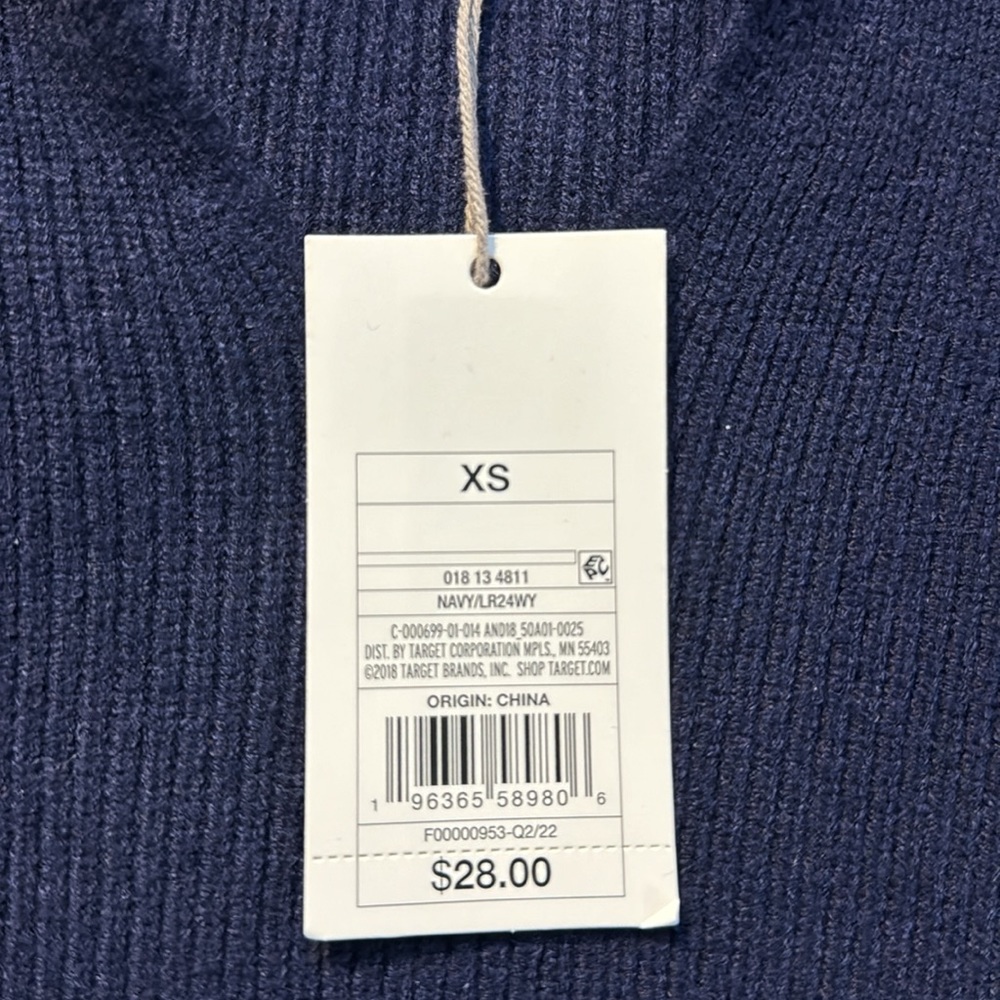 XS
018 13 4811
NAVY/LR24WY
C-000699-01-014 AND18_50A01-0025
DIST. BY TARGET CORPORATION MPLS., MN 55403
©2018 TARGET BRANDS, INC. SHOP TARGET.COM
ORIGIN: CHINA
1 96365 58980 6
F00000953-Q2/22
$28.00